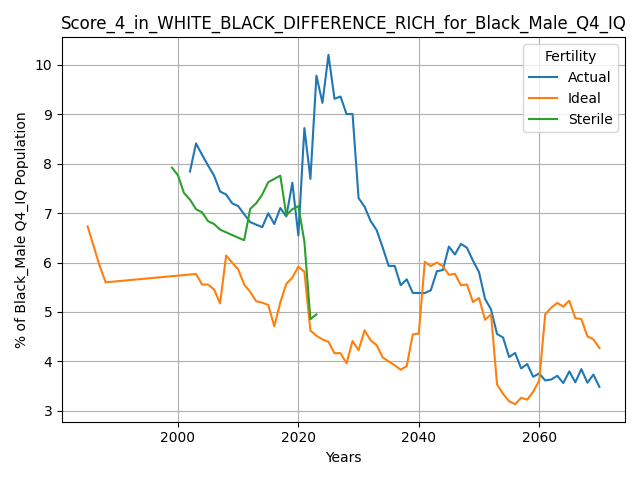 Score_4_in_WHITE_BLACK_DIFFERENCE_RICH_for_Black_Male_Q4_IQ
% of Black_Male Q4_IQ Population
10
9
8
7
6
5
4
3
Fertility
Actual
Ideal
Sterile
2000
2020
2040
2060
Years